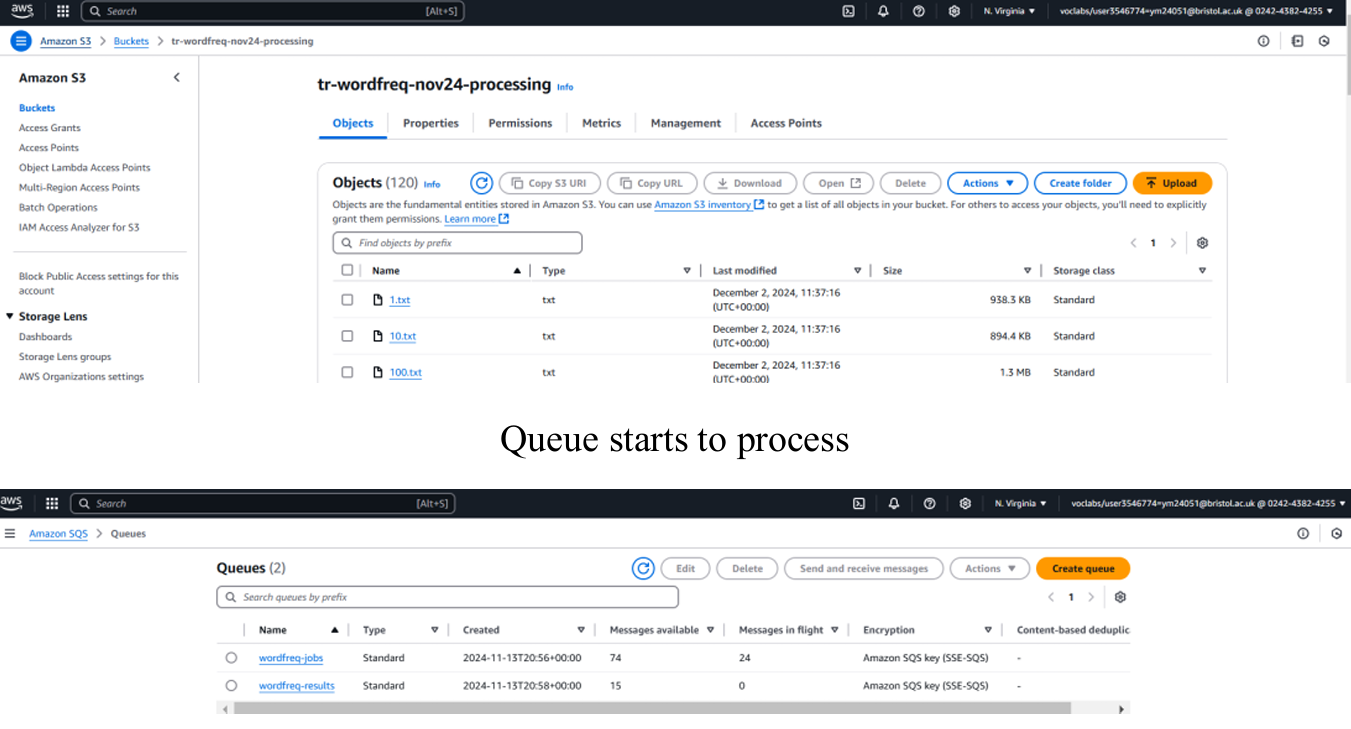 aws Search [Alt+S] N. Virginia ▼ voclabs/user3546774=ym24051@bristol.ac.uk @ 0242-4382-4255 ▼
Amazon S3 > Buckets > tr-wordfreq-nov24-processing
Amazon S3
Buckets
Access Grants
Access Points
Object Lambda Access Points
Multi-Region Access Points
Batch Operations
IAM Access Analyzer for S3
Block Public Access settings for this
account
▼ Storage Lens
Dashboards
Storage Lens groups
AWS Organizations settings
tr-wordfreq-nov24-processing Info
Objects Properties Permissions Metrics Management Access Points
Objects (120) Info Copy S3 URI Copy URL Download Open Delete Actions ▼ Create folder Upload
Objects are the fundamental entities stored in Amazon S3. You can use Amazon S3 inventory to get a list of all objects in your bucket. For others to access your objects, you'll need to explicitly
grant them permissions. Learn more
Find objects by prefix < 1 >
Name Type Last modified Size Storage class
1.txt txt December 2, 2024, 11:37:16 (UTC+00:00) 938.3 KB Standard
10.txt txt December 2, 2024, 11:37:16 (UTC+00:00) 894.4 KB Standard
100.txt txt December 2, 2024, 11:37:16 (UTC+00:00) 1.3 MB Standard
Queue starts to process
aws Search [Alt+S] N. Virginia ▼ voclabs/user3546774=ym24051@bristol.ac.uk @ 0242-4382-4255 ▼
Amazon SQS > Queues
Queues (2) Edit Delete Send and receive messages Actions ▼ Create queue
Search queues by prefix < 1 >
Name Type Created Messages available Messages in flight Encryption Content-based deduplic
wordfreq-jobs Standard 2024-11-13T20:56+00:00 74 24 Amazon SQS key (SSE-SQS) -
wordfreq-results Standard 2024-11-13T20:58+00:00 15 0 Amazon SQS key (SSE-SQS) -